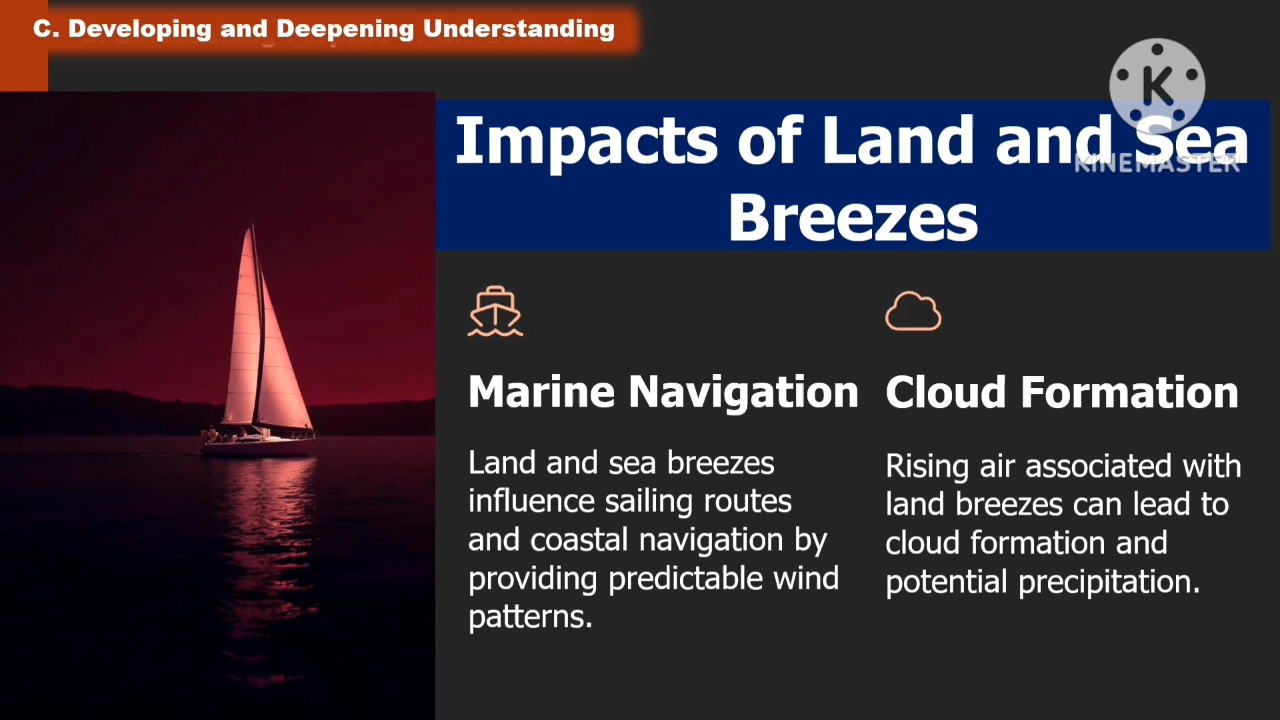 C. Developing and Deepening Understanding
K
KINEMASTER
Impacts of Land and Sea
Breezes
Marine Navigation
Land and sea breezes
influence sailing routes
and coastal navigation by
providing predictable wind
patterns.
Cloud Formation
Rising air associated with
land breezes can lead to
cloud formation and
potential precipitation.